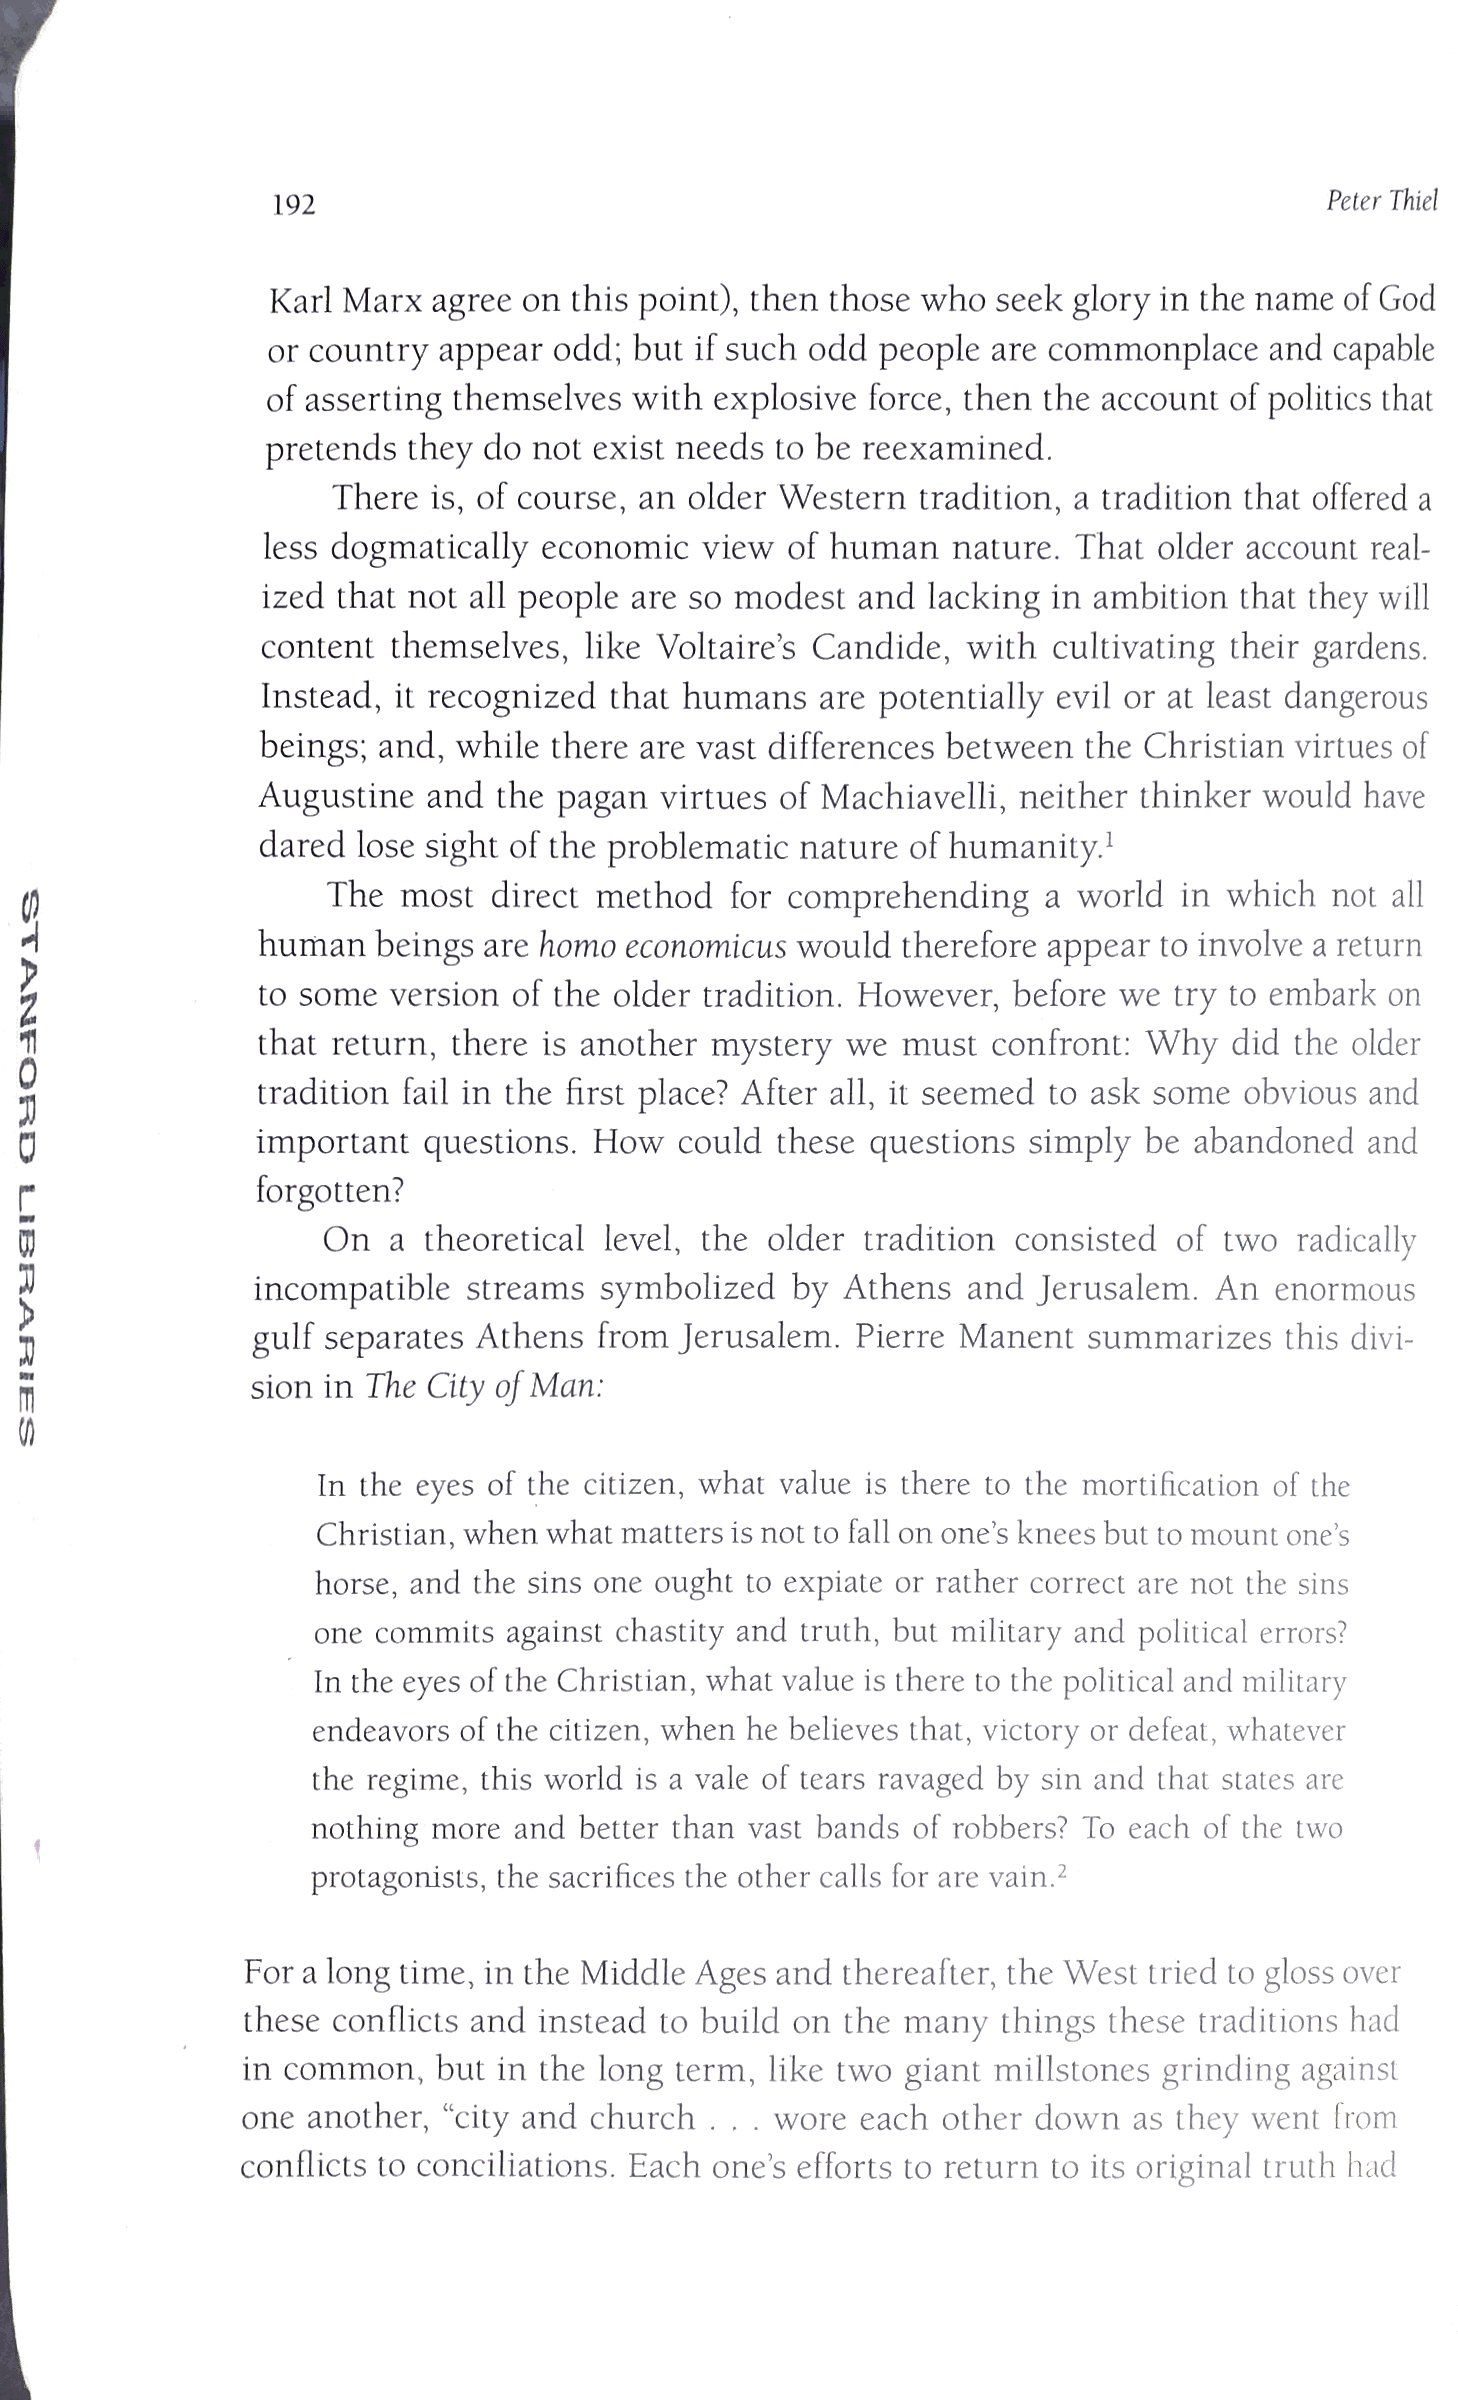 192
Peter Thiel
Karl Marx agree on this point), then those who seek glory in the name of God
or country appear odd; but if such odd people are commonplace and capable
of asserting themselves with explosive force, then the account of politics that
pretends they do not exist needs to be reexamined.
There is, of course, an older Western tradition, a tradition that offered a
less dogmatically economic view of human nature. That older account real-
ized that not all people are so modest and lacking in ambition that they will
content themselves, like Voltaire's Candide, with cultivating their gardens.
Instead, it recognized that humans are potentially evil or at least dangerous
beings; and, while there are vast differences between the Christian virtues of
Augustine and the pagan virtues of Machiavelli, neither thinker would have
dared lose sight of the problematic nature of humanity.¹
The most direct method for comprehending a world in which not all
human beings are homo economicus would therefore appear to involve a return
to some version of the older tradition. However, before we try to embark on
that return, there is another mystery we must confront: Why did the older
tradition fail in the first place? After all, it seemed to ask some obvious and
important questions. How could these questions simply be abandoned and
forgotten?
On a theoretical level, the older tradition consisted of two radically
incompatible streams symbolized by Athens and Jerusalem. An enormous
gulf separates Athens from Jerusalem. Pierre Manent summarizes this divi-
sion in The City of Man:
In the eyes of the citizen, what value is there to the mortification of the
Christian, when what matters is not to fall on one's knees but to mount one's
horse, and the sins one ought to expiate or rather correct are not the sins
one commits against chastity and truth, but military and political errors?
In the eyes of the Christian, what value is there to the political and military
endeavors of the citizen, when he believes that, victory or defeat, whatever
the regime, this world is a vale of tears ravaged by sin and that states are
nothing more and better than vast bands of robbers? To each of the two
protagonists, the sacrifices the other calls for are vain.²
For a long time, in the Middle Ages and thereafter, the West tried to gloss over
these conflicts and instead to build on the many things these traditions had
in common, but in the long term, like two giant millstones grinding against
one another, "city and church . . . wore each other down as they went from
conflicts to conciliations. Each one's efforts to return to its original truth had
STANFORD LIBRARIES